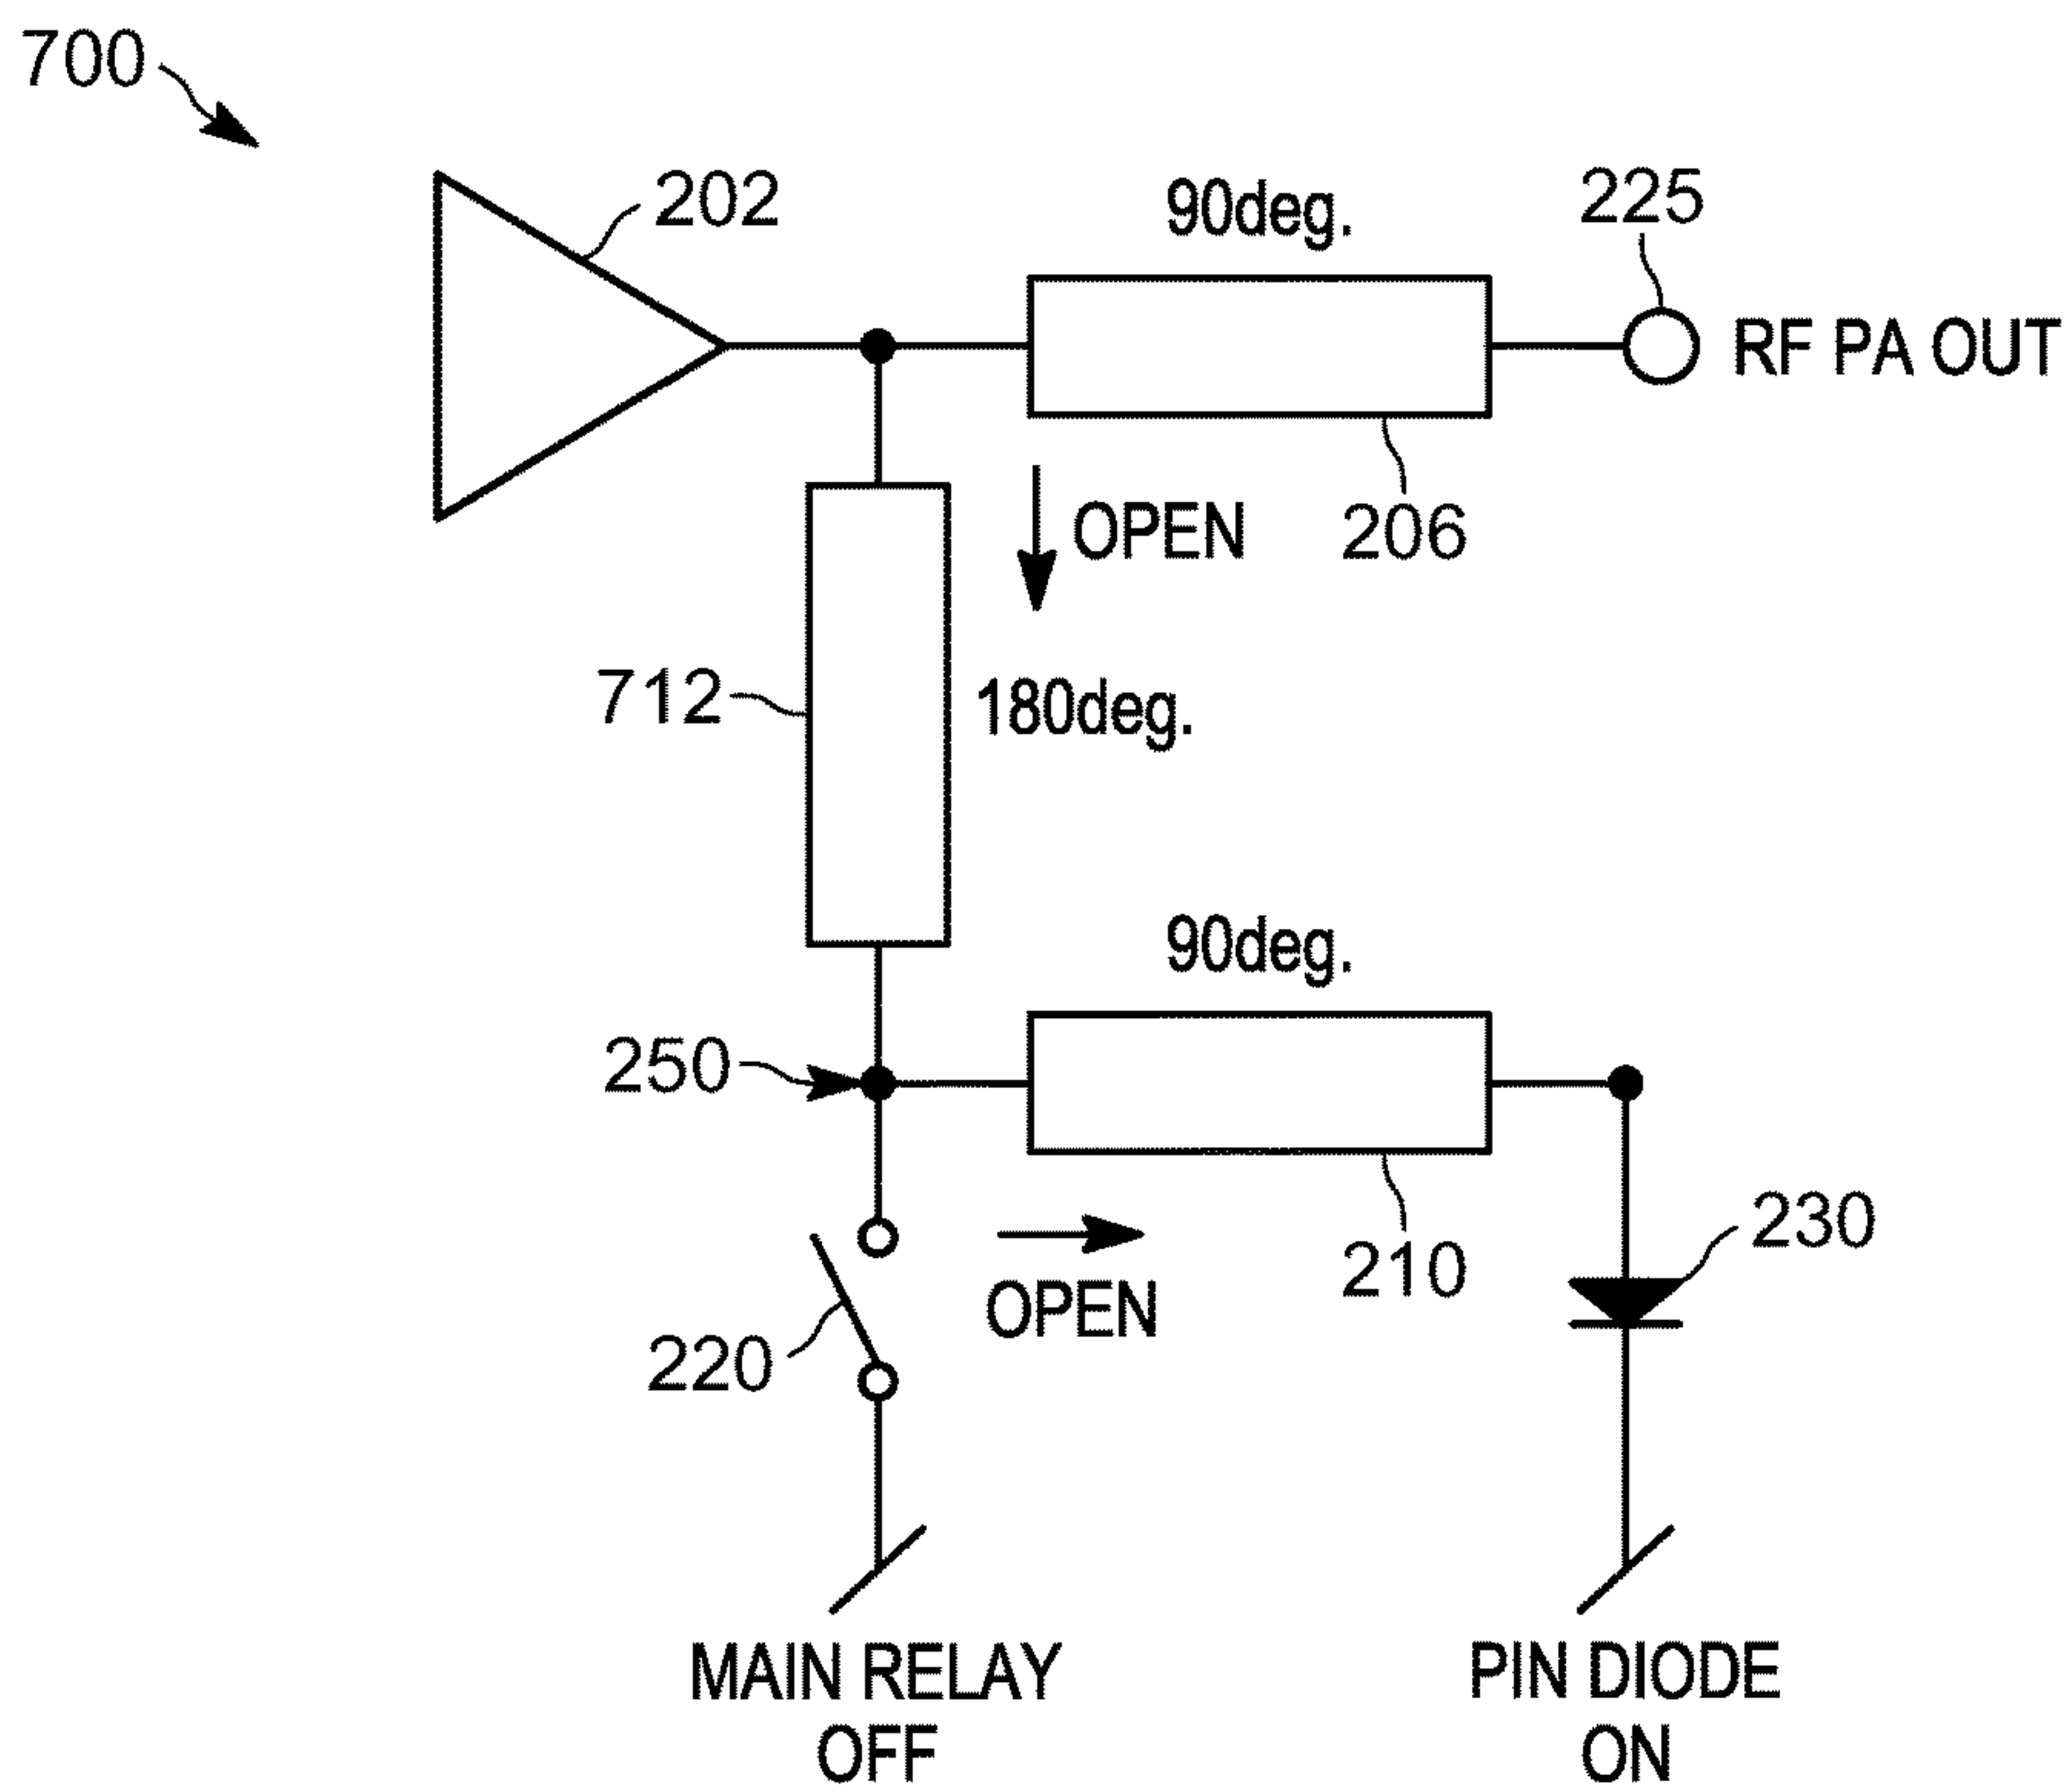 700
202
90deg.
225
RF PA OUT
OPEN
206
712
180deg.
90deg.
250
210
230
OPEN
220
MAIN RELAY
OFF
PIN DIODE
ON